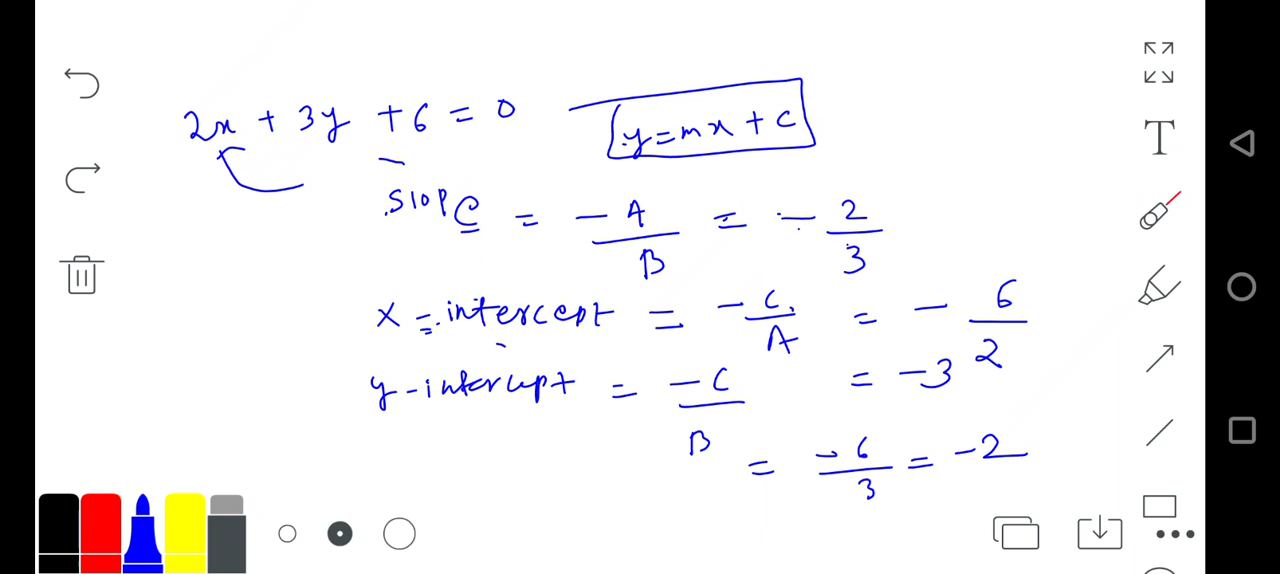 2x + 3y + 6 = 0 y = mx + c
slope = - A/B = - 2/3
x - intercept = - C/A = - 6/2
= -3
y - intercept = - C/B
= - 6/3 = -2
T